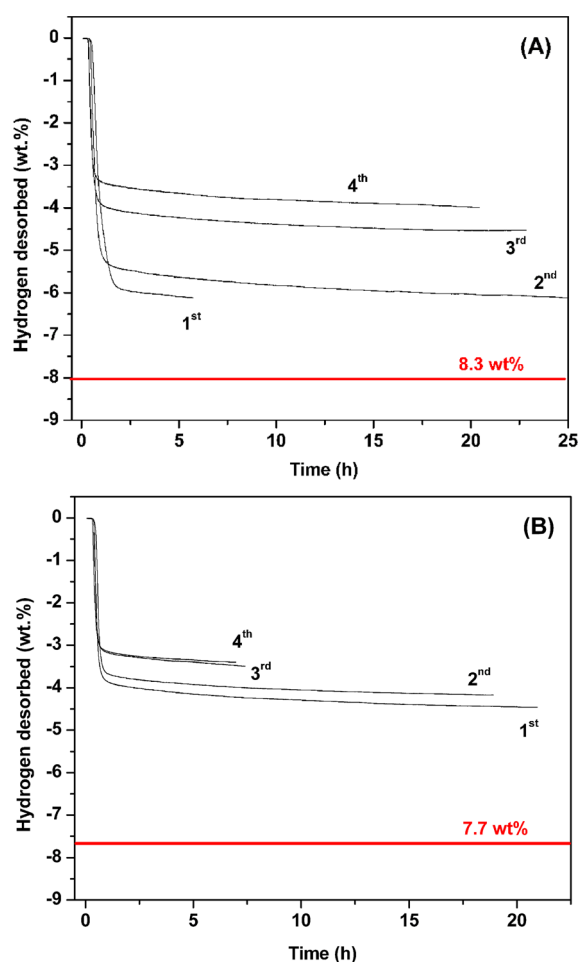 (A)
0
-1
-2
-3
-4
-5
-6
-7
-8
-9
Hydrogen desorbed (wt.%)
4th
3rd
2nd
1st
8.3 wt%
0 5 10 15 20 25
Time (h)
(B)
0
-1
-2
-3
-4
-5
-6
-7
-8
-9
Hydrogen desorbed (wt.%)
4th
3rd
2nd
1st
7.7 wt%
0 5 10 15 20
Time (h)